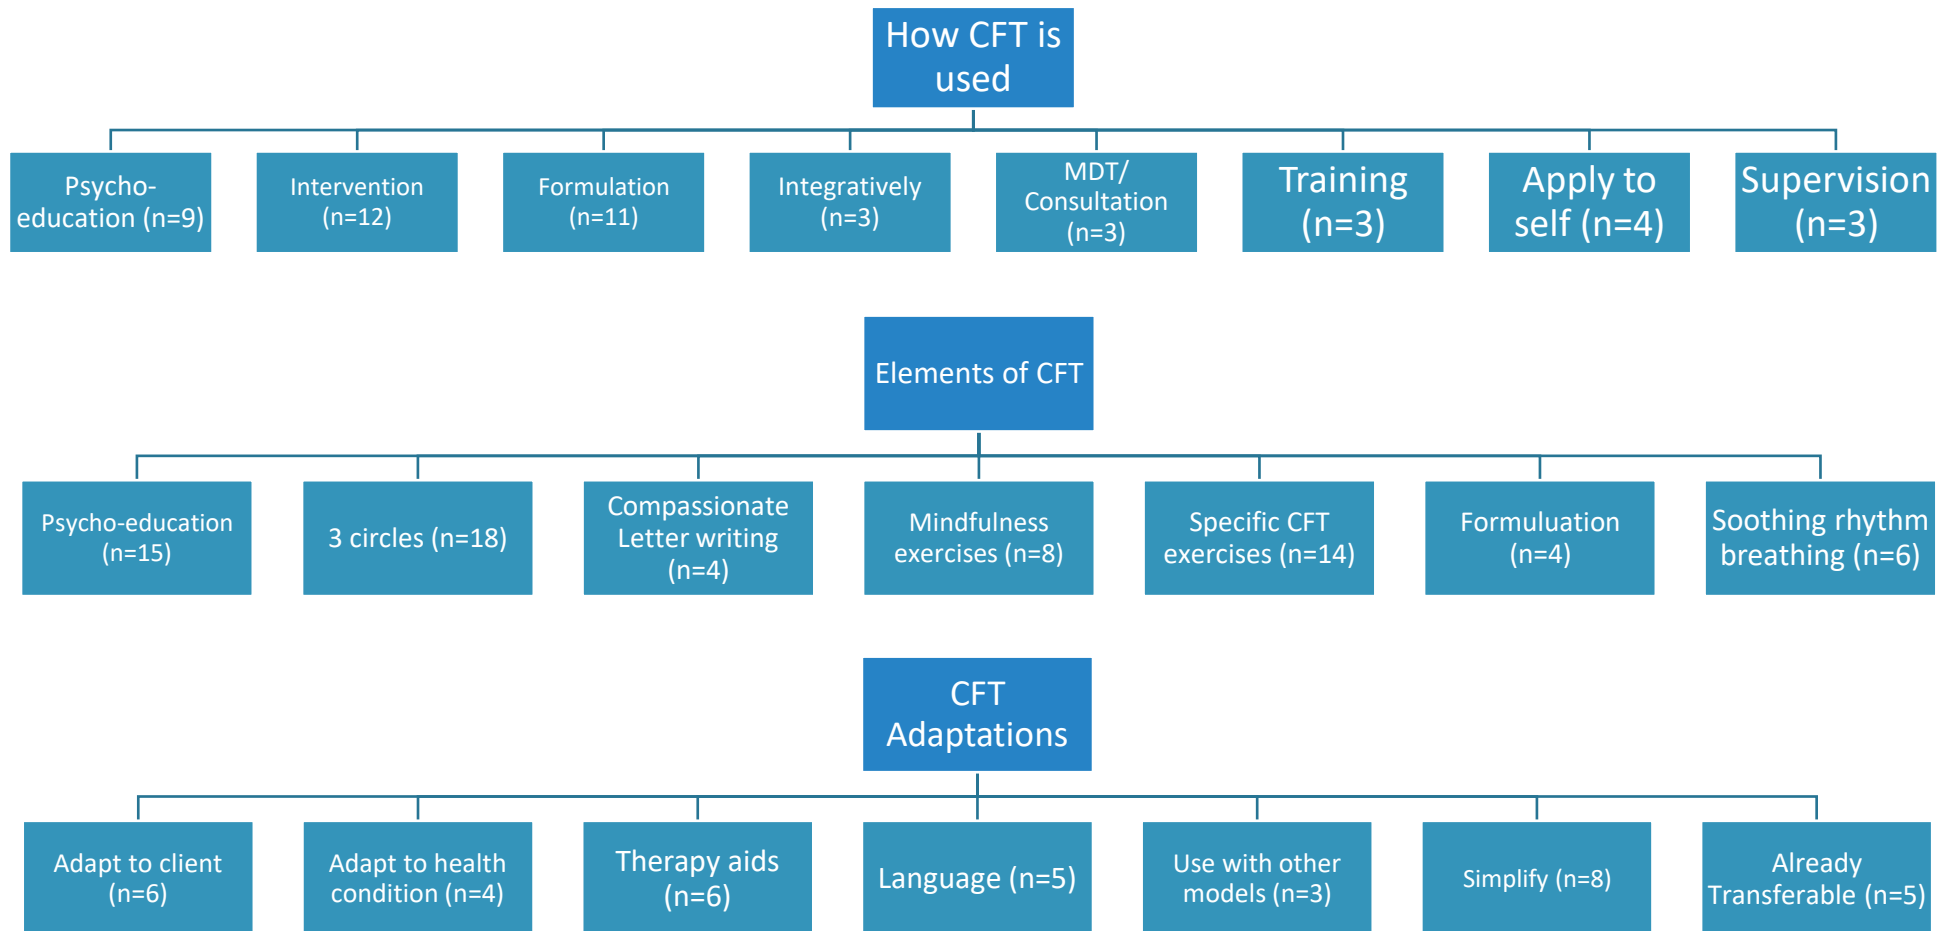 How CFT is
used
Psycho-
education (n=9)
Intervention
(n=12)
Formulation
(n=11)
Integratively
(n=3)
MDT/
Consultation
(n=3)
Training
(n=3)
Apply to
self (n=4)
Supervision
(n=3)
Elements of CFT
Psycho-education
(n=15)
3 circles (n=18)
Compassionate
Letter writing
(n=4)
Mindfulness
exercises (n=8)
Specific CFT
exercises (n=14)
Formuluation
(n=4)
Soothing rhythm
breathing (n=6)
CFT
Adaptations
Adapt to client
(n=6)
Adapt to health
condition (n=4)
Therapy aids
(n=6)
Language (n=5)
Use with other
models (n=3)
Simplify (n=8)
Already
Transferable (n=5)